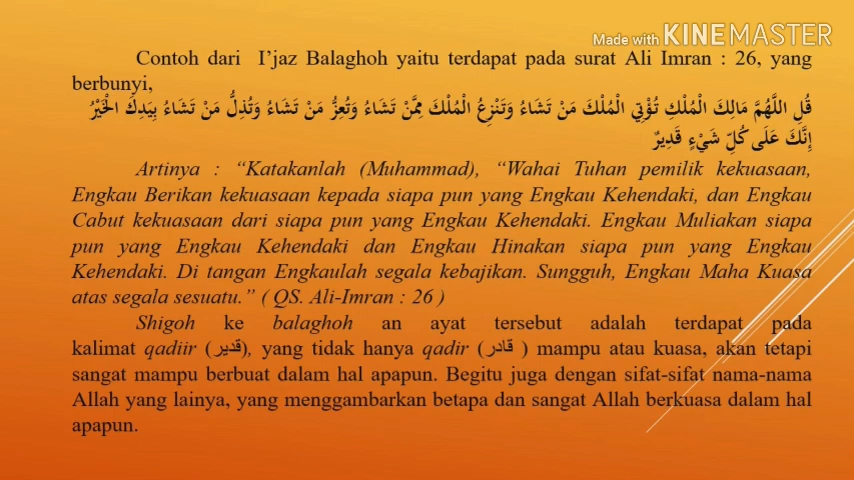 Made with KINEMASTER
Contoh dari I'jaz Balaghoh yaitu terdapat pada surat Ali Imran : 26, yang
berbunyi,
قُلِ اللَّهُمَّ مَالِكَ الْمُلْكِ تُؤْتِي الْمُلْكَ مَنْ تَشَاءُ وَتَنْزِعُ الْمُلْكَ مِمَّنْ تَشَاءُ وَتُعِزُّ مَنْ تَشَاءُ وَتُذِلُّ مَنْ تَشَاءُ بِيَدِكَ الْخَيْرُ
إِنَّكَ عَلَى كُلِّ شَيْءٍ قَدِيرٌ
Artinya : “Katakanlah (Muhammad), “Wahai Tuhan pemilik kekuasaan,
Engkau Berikan kekuasaan kepada siapa pun yang Engkau Kehendaki, dan Engkau
Cabut kekuasaan dari siapa pun yang Engkau Kehendaki. Engkau Muliakan siapa
pun yang Engkau Kehendaki dan Engkau Hinakan siapa pun yang Engkau
Kehendaki. Di tangan Engkaulah segala kebajikan. Sungguh, Engkau Maha Kuasa
atas segala sesuatu.” ( QS. Ali-Imran : 26 )
Shigoh ke balaghoh an ayat tersebut adalah terdapat pada
kalimat qadiir (قدير), yang tidak hanya qadir (قادر ) mampu atau kuasa, akan tetapi
sangat mampu berbuat dalam hal apapun. Begitu juga dengan sifat-sifat nama-nama
Allah yang lainya, yang menggambarkan betapa dan sangat Allah berkuasa dalam hal
apapun.